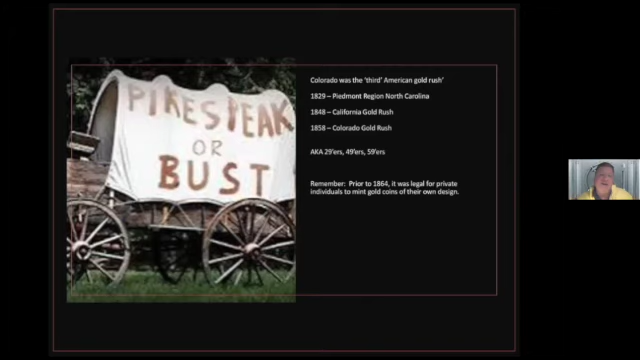 PIKES PEAK
OR
BUST
Colorado was the 'third' American gold rush'
1829 – Piedmont Region North Carolina
1848 – California Gold Rush
1858 – Colorado Gold Rush
AKA 29'ers, 49'ers, 59'ers
Remember: Prior to 1864, it was legal for private
individuals to mint gold coins of their own design.